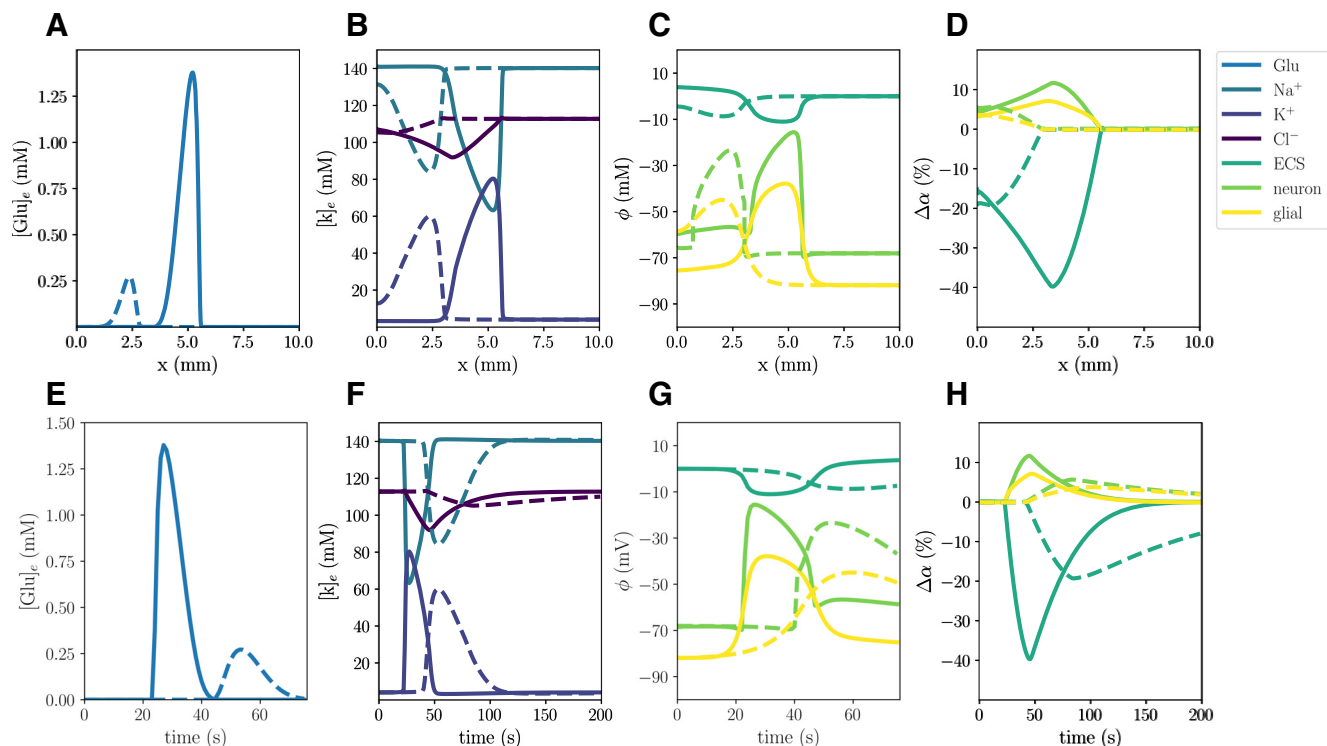 A B C D
[Glu]ₑ (mM)
1.25
1.00
0.75
0.50
0.25
0.0 2.5 5.0 7.5 10.0
x (mm)
[k]ₑ (mM)
140
120
100
80
60
40
20
0.0 2.5 5.0 7.5 10.0
x (mm)
ϕ (mM)
10
−10
−30
−50
−70
−90
0.0 2.5 5.0 7.5 10.0
x (mm)
Δα (%)
10
0
−10
−20
−30
−40
0.0 2.5 5.0 7.5 10.0
x (mm)
Glu
Na⁺
K⁺
Cl⁻
ECS
neuron
glial
E F G H
[Glu]ₑ (mM)
1.50
1.25
1.00
0.75
0.50
0.25
0.00
0 20 40 60
time (s)
[k]ₑ (mM)
140
120
100
80
60
40
20
0 50 100 150 200
time (s)
ϕ (mV)
10
−10
−30
−50
−70
−90
0 20 40 60
time (s)
Δα (%)
10
0
−10
−20
−30
−40
0 50 100 150 200
time (s)